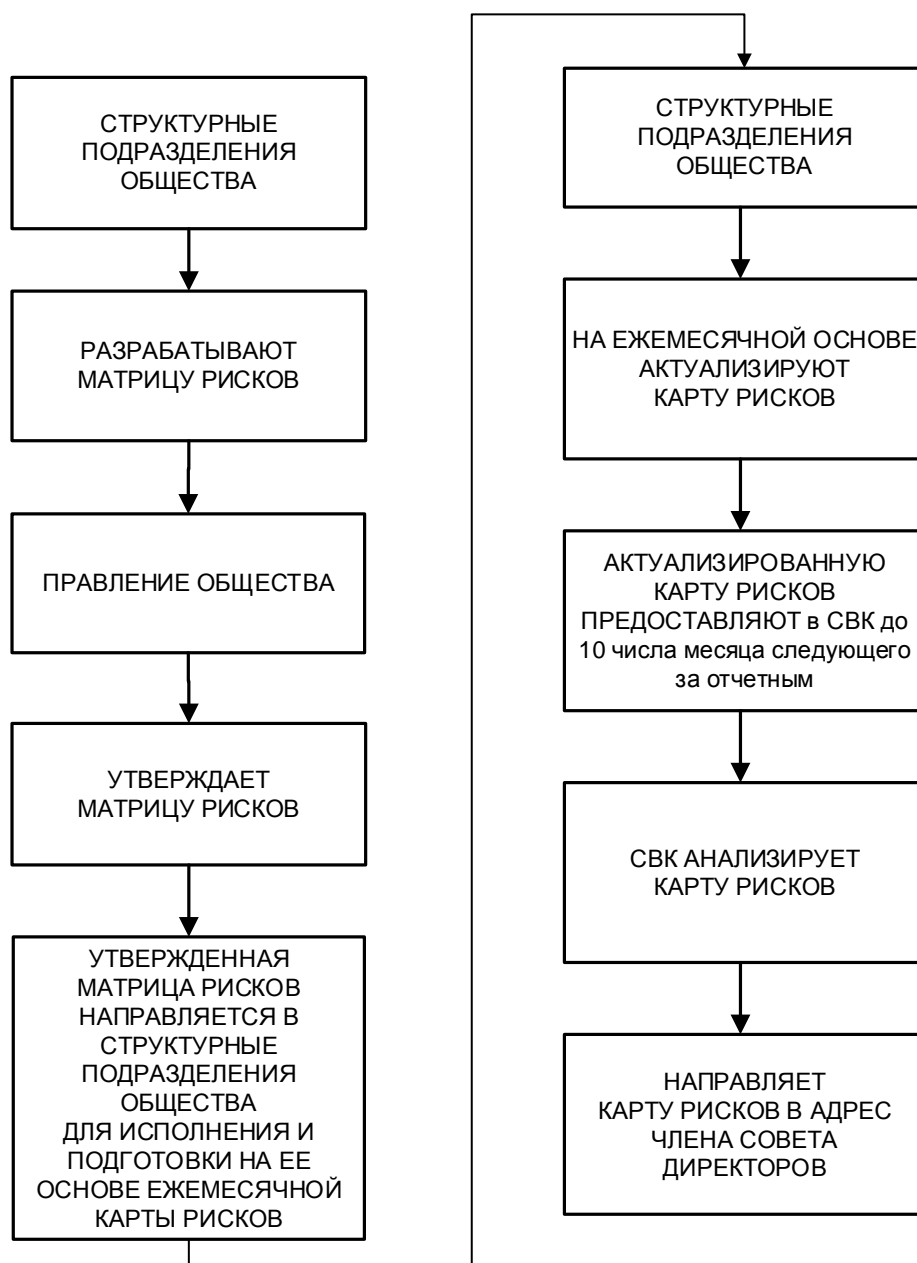 СТРУКТУРНЫЕ
ПОДРАЗДЕЛЕНИЯ
ОБЩЕСТВА
РАЗРАБАТЫВАЮТ
МАТРИЦУ РИСКОВ
ПРАВЛЕНИЕ ОБЩЕСТВА
УТВЕРЖДАЕТ
МАТРИЦУ РИСКОВ
УТВЕРЖДЕННАЯ
МАТРИЦА РИСКОВ
НАПРАВЛЯЕТСЯ В
СТРУКТУРНЫЕ
ПОДРАЗДЕЛЕНИЯ
ОБЩЕСТВА
ДЛЯ ИСПОЛНЕНИЯ И
ПОДГОТОВКИ НА ЕЕ
ОСНОВЕ ЕЖЕМЕСЯЧНОЙ
КАРТЫ РИСКОВ
СТРУКТУРНЫЕ
ПОДРАЗДЕЛЕНИЯ
ОБЩЕСТВА
НА ЕЖЕМЕСЯЧНОЙ ОСНОВЕ
АКТУАЛИЗИРУЮТ
КАРТУ РИСКОВ
АКТУАЛИЗИРОВАННУЮ
КАРТУ РИСКОВ
ПРЕДОСТАВЛЯЮТ в СВК до
10 числа месяца следующего
за отчетным
СВК АНАЛИЗИРУЕТ
КАРТУ РИСКОВ
НАПРАВЛЯЕТ
КАРТУ РИСКОВ В АДРЕС
ЧЛЕНА СОВЕТА
ДИРЕКТОРОВ